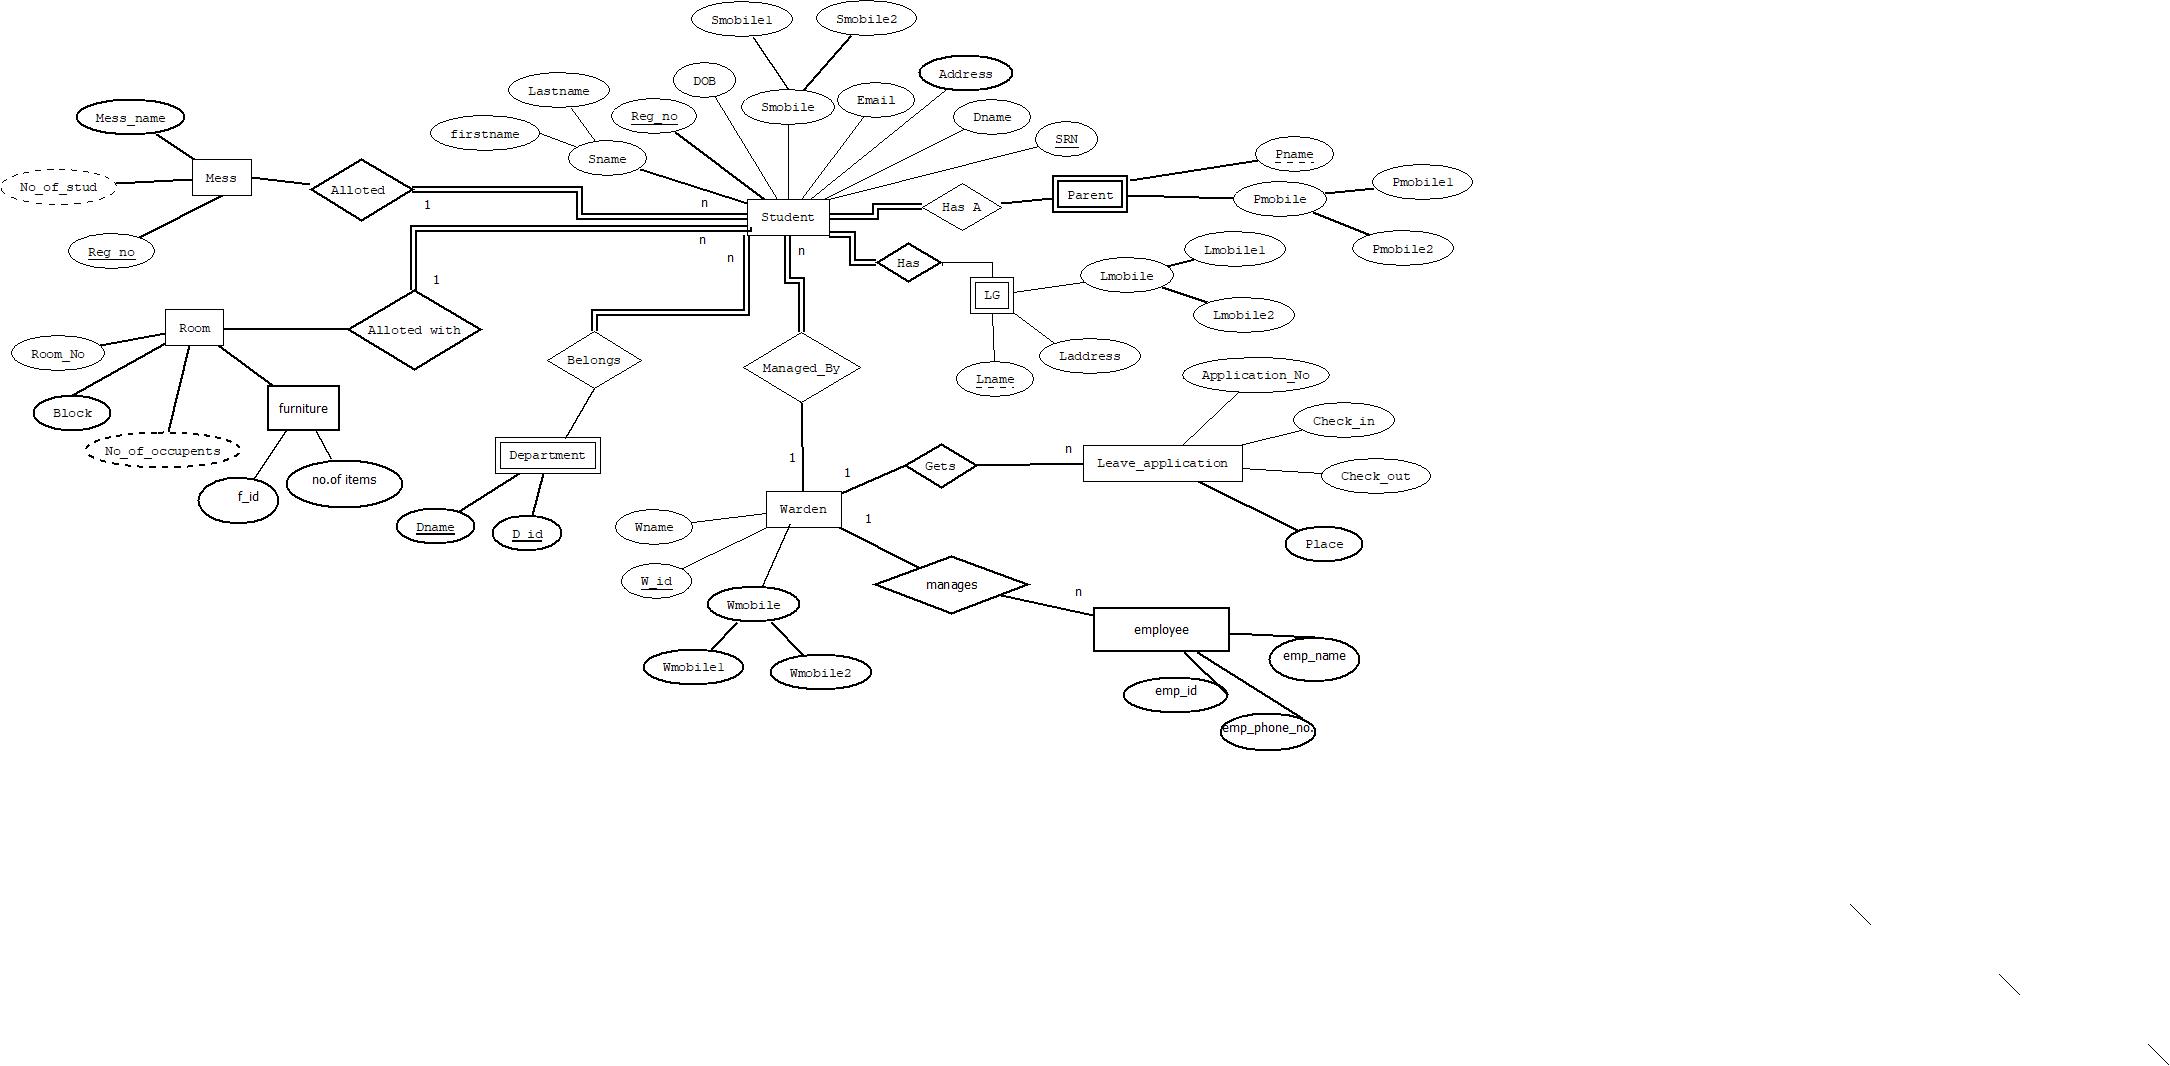 Smobile1
Smobile2
Address
DOB
Lastname
Email
Smobile
Reg_no
Mess_name
Dname
firstname
SRN
Pname
Sname
Mess
Pmobile1
No_of_stud
Alloted
Parent
Pmobile
1
n
Has A
Student
n
Pmobile2
Reg_no
n
n
Lmobile1
Has
1
Lmobile
LG
Lmobile2
Room
Alloted with
Room_No
Belongs
Managed_By
Laddress
Lname
Application_No
Block
furniture
Check_in
No_of_occupents
Department
1
n
Gets
Leave_application
1
no.of items
Check_out
f_id
Warden
1
Dname
D_id
Wname
Place
W_id
manages
n
Wmobile
employee
emp_name
Wmobile1
Wmobile2
emp_id
emp_phone_no.